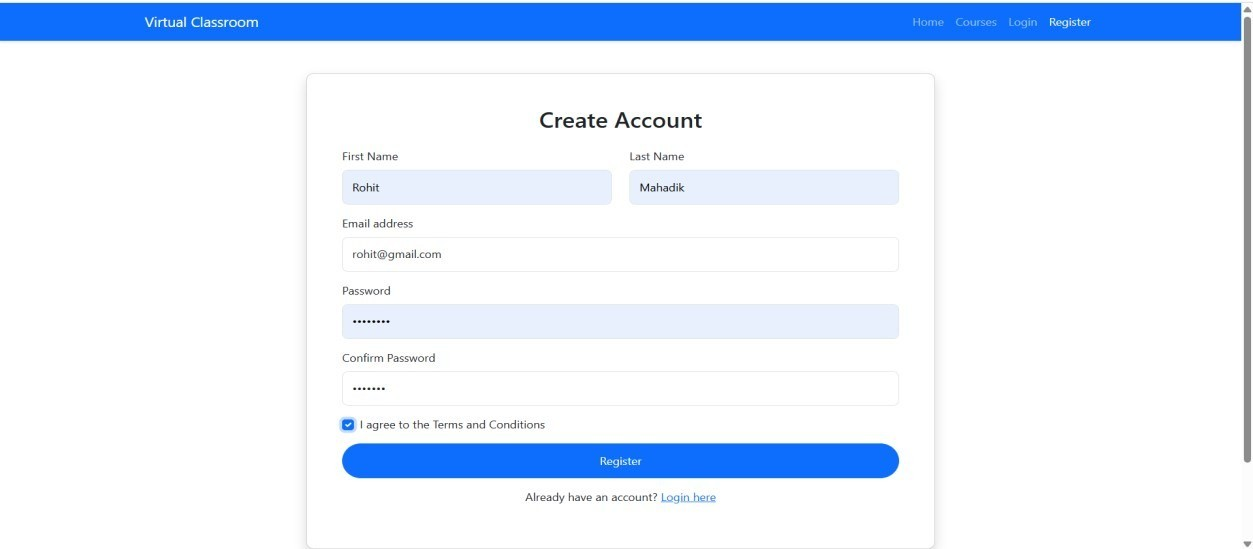 Virtual Classroom Home Courses Login Register
Create Account
First Name Last Name
Rohit Mahadik
Email address
rohit@gmail.com
Password
••••••••
Confirm Password
•••••••
I agree to the Terms and Conditions
Register
Already have an account? Login here